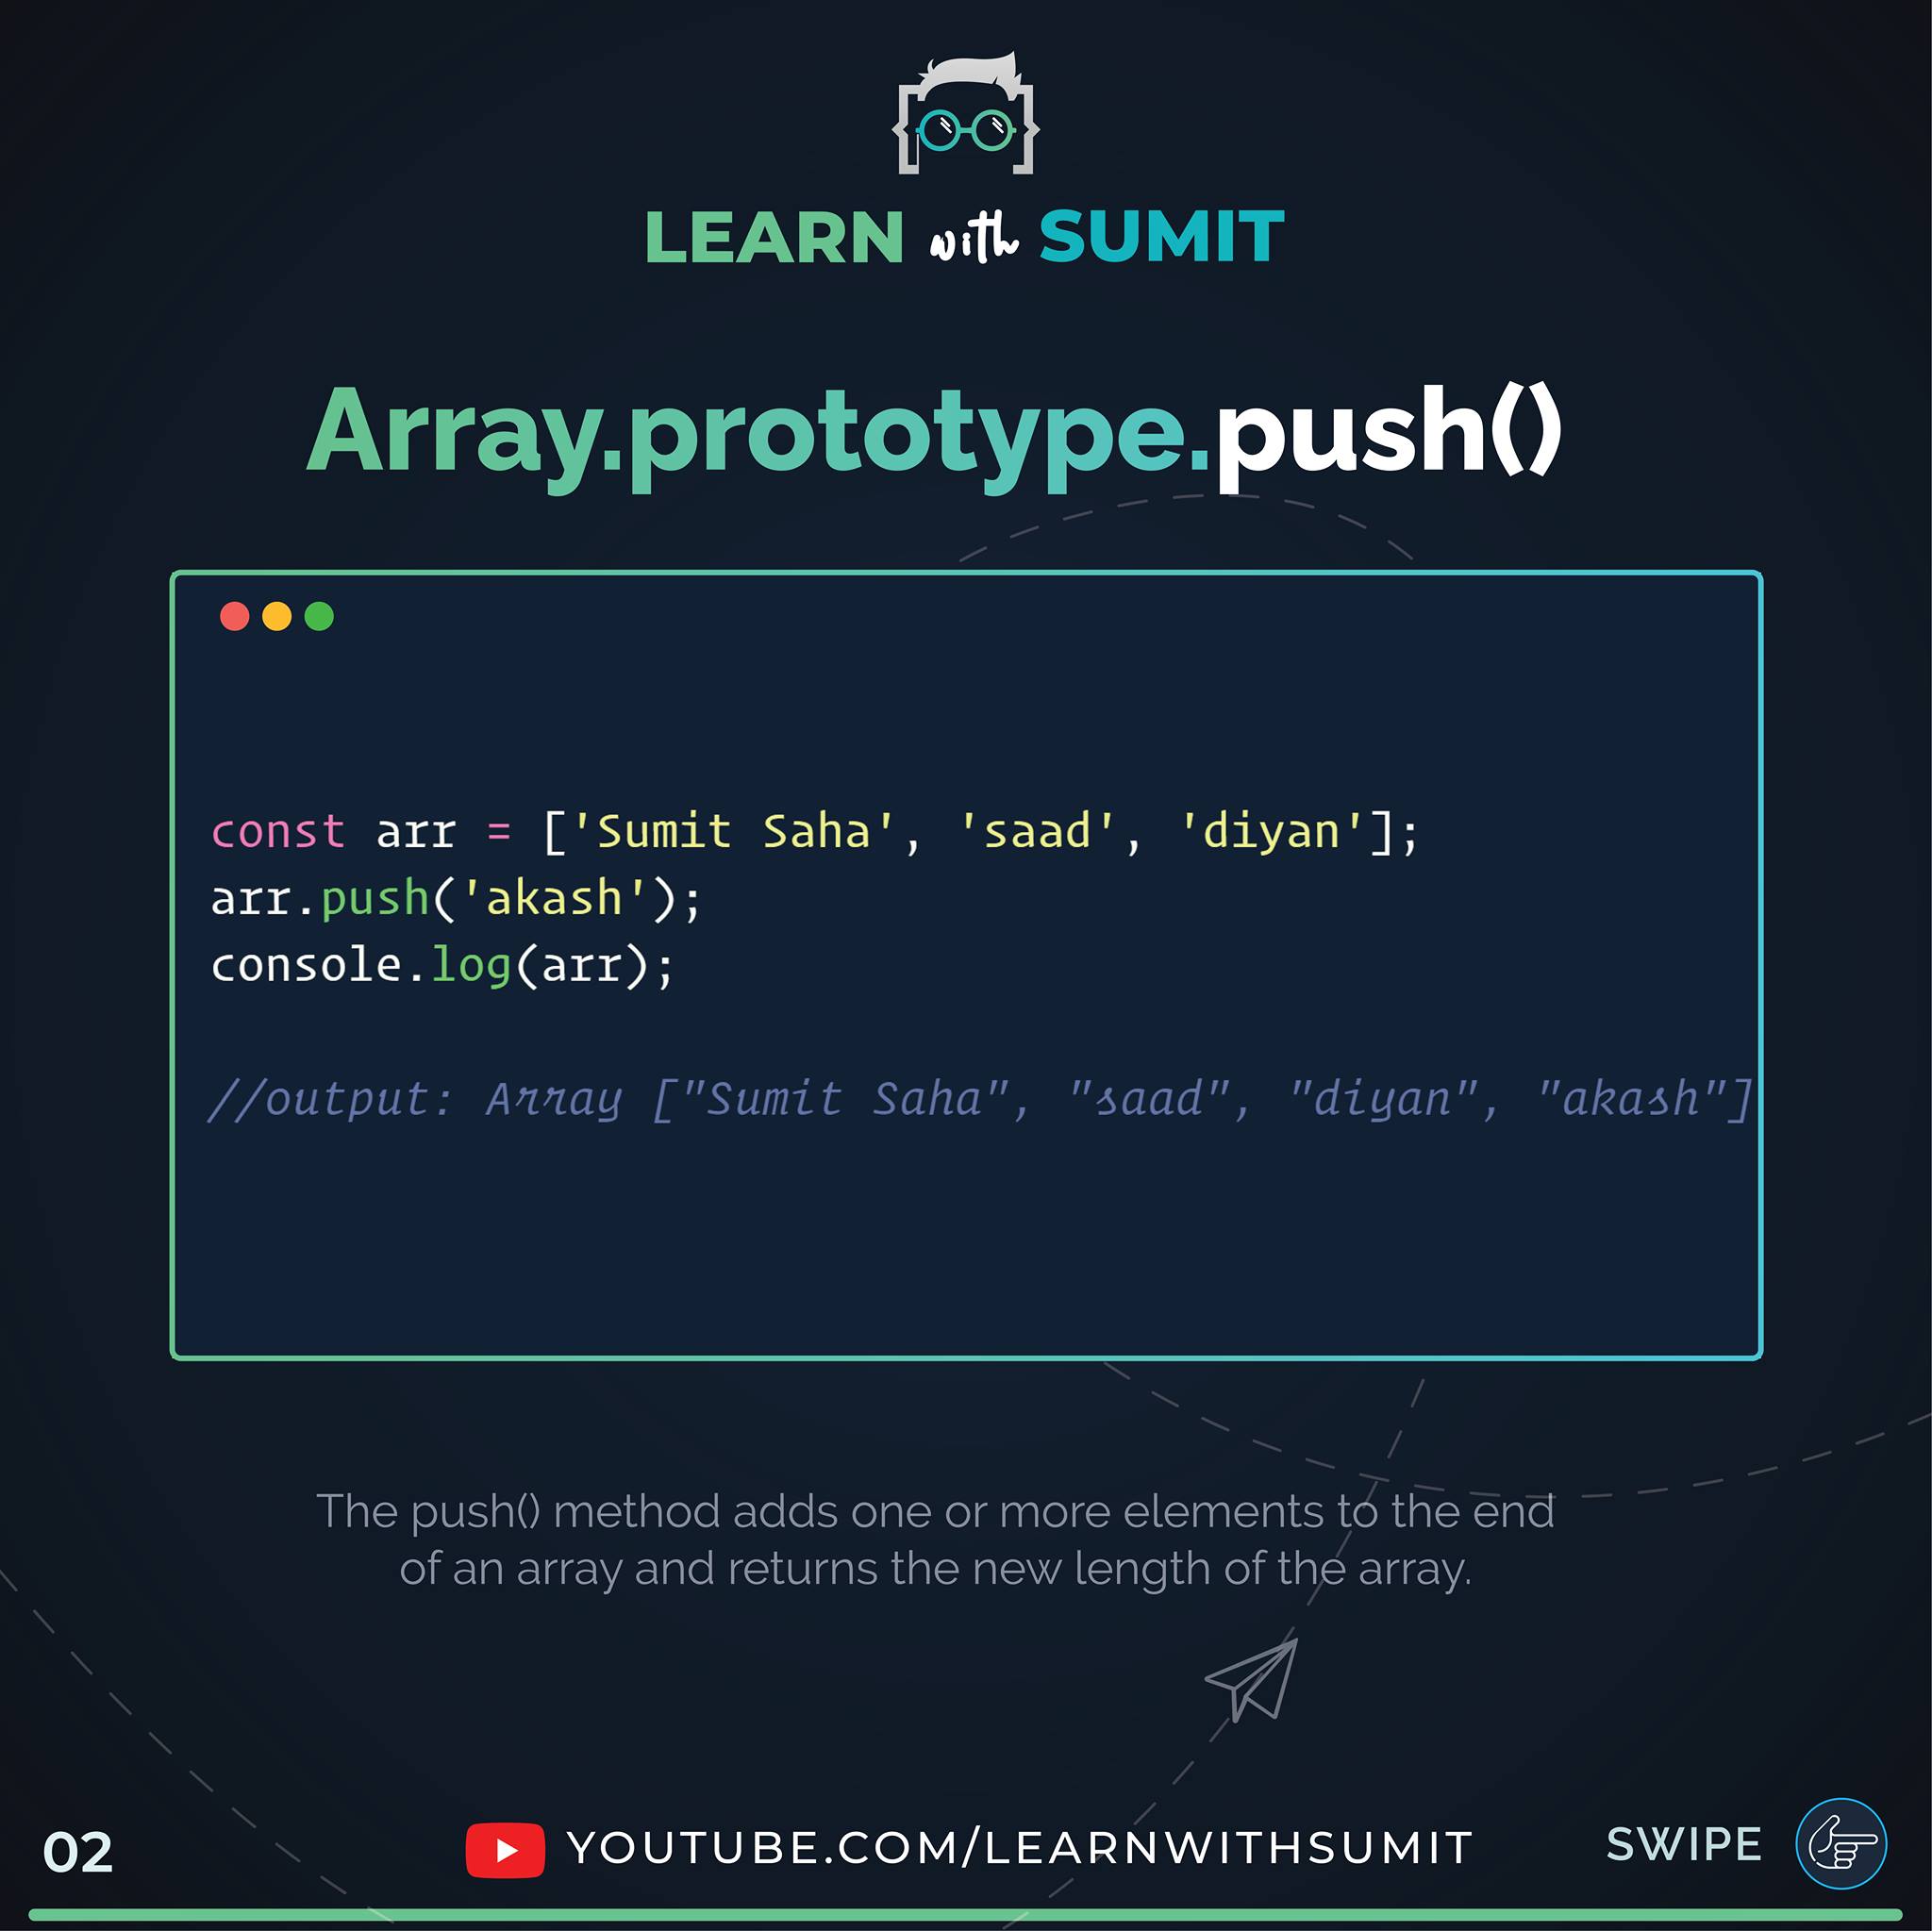 LEARN with SUMIT
Array.prototype.push()
const arr = ['Sumit Saha', 'saad', 'diyan'];
arr.push('akash');
console.log(arr);
//output: Array ["Sumit Saha", "saad", "diyan", "akash"]
The push() method adds one or more elements to the end
of an array and returns the new length of the array.
02
YOUTUBE.COM/LEARNWITHSUMIT
SWIPE